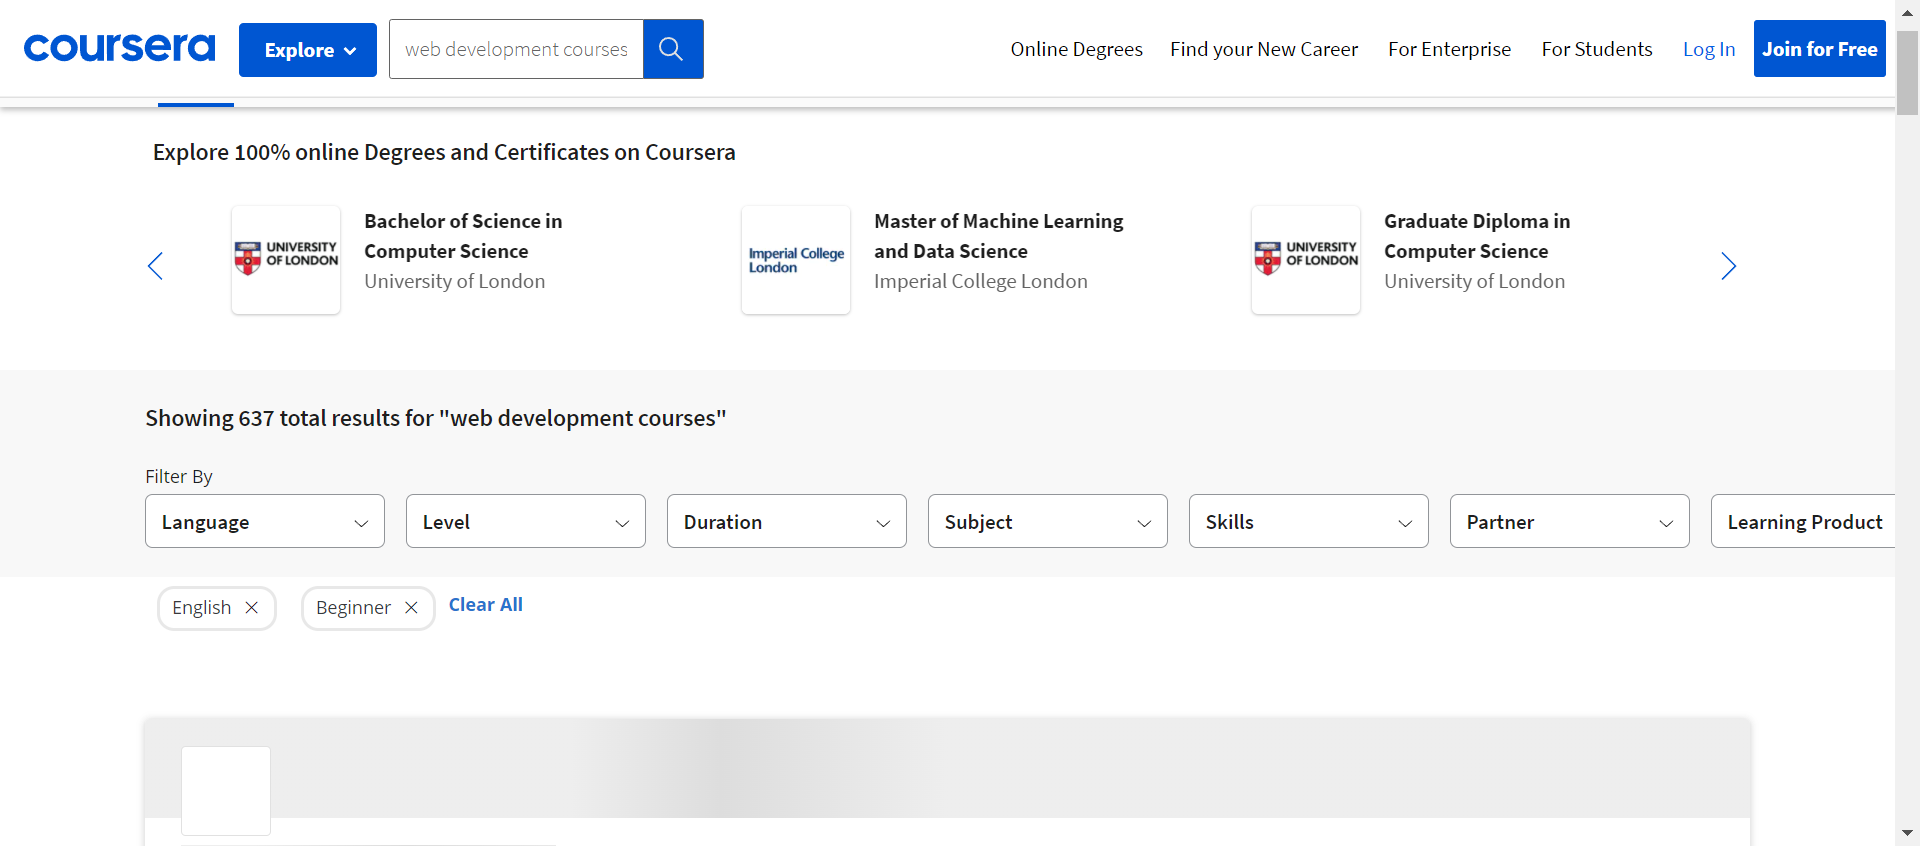 coursera
Explore
web development courses
Online Degrees
Find your New Career
For Enterprise
For Students
Log In
Join for Free
Explore 100% online Degrees and Certificates on Coursera
UNIVERSITY
OF LONDON
Bachelor of Science in
Computer Science
University of London
Imperial College
London
Master of Machine Learning
and Data Science
Imperial College London
UNIVERSITY
OF LONDON
Graduate Diploma in
Computer Science
University of London
Showing 637 total results for "web development courses"
Filter By
Language
Level
Duration
Subject
Skills
Partner
Learning Product
English
Beginner
Clear All